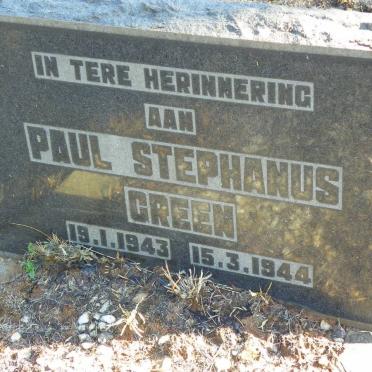 IN TERE HERINNERING
AAN
PAUL STEPHANUS
GREEN
19.1.1943 15.3.1944